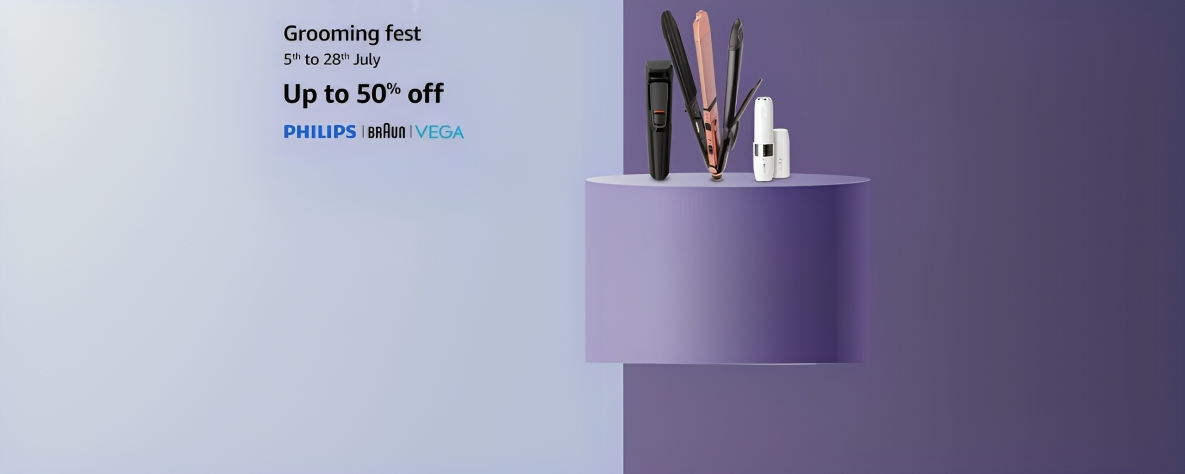 Grooming fest
5th to 28th July
Up to 50% off
PHILIPS | BRAUN | VEGA